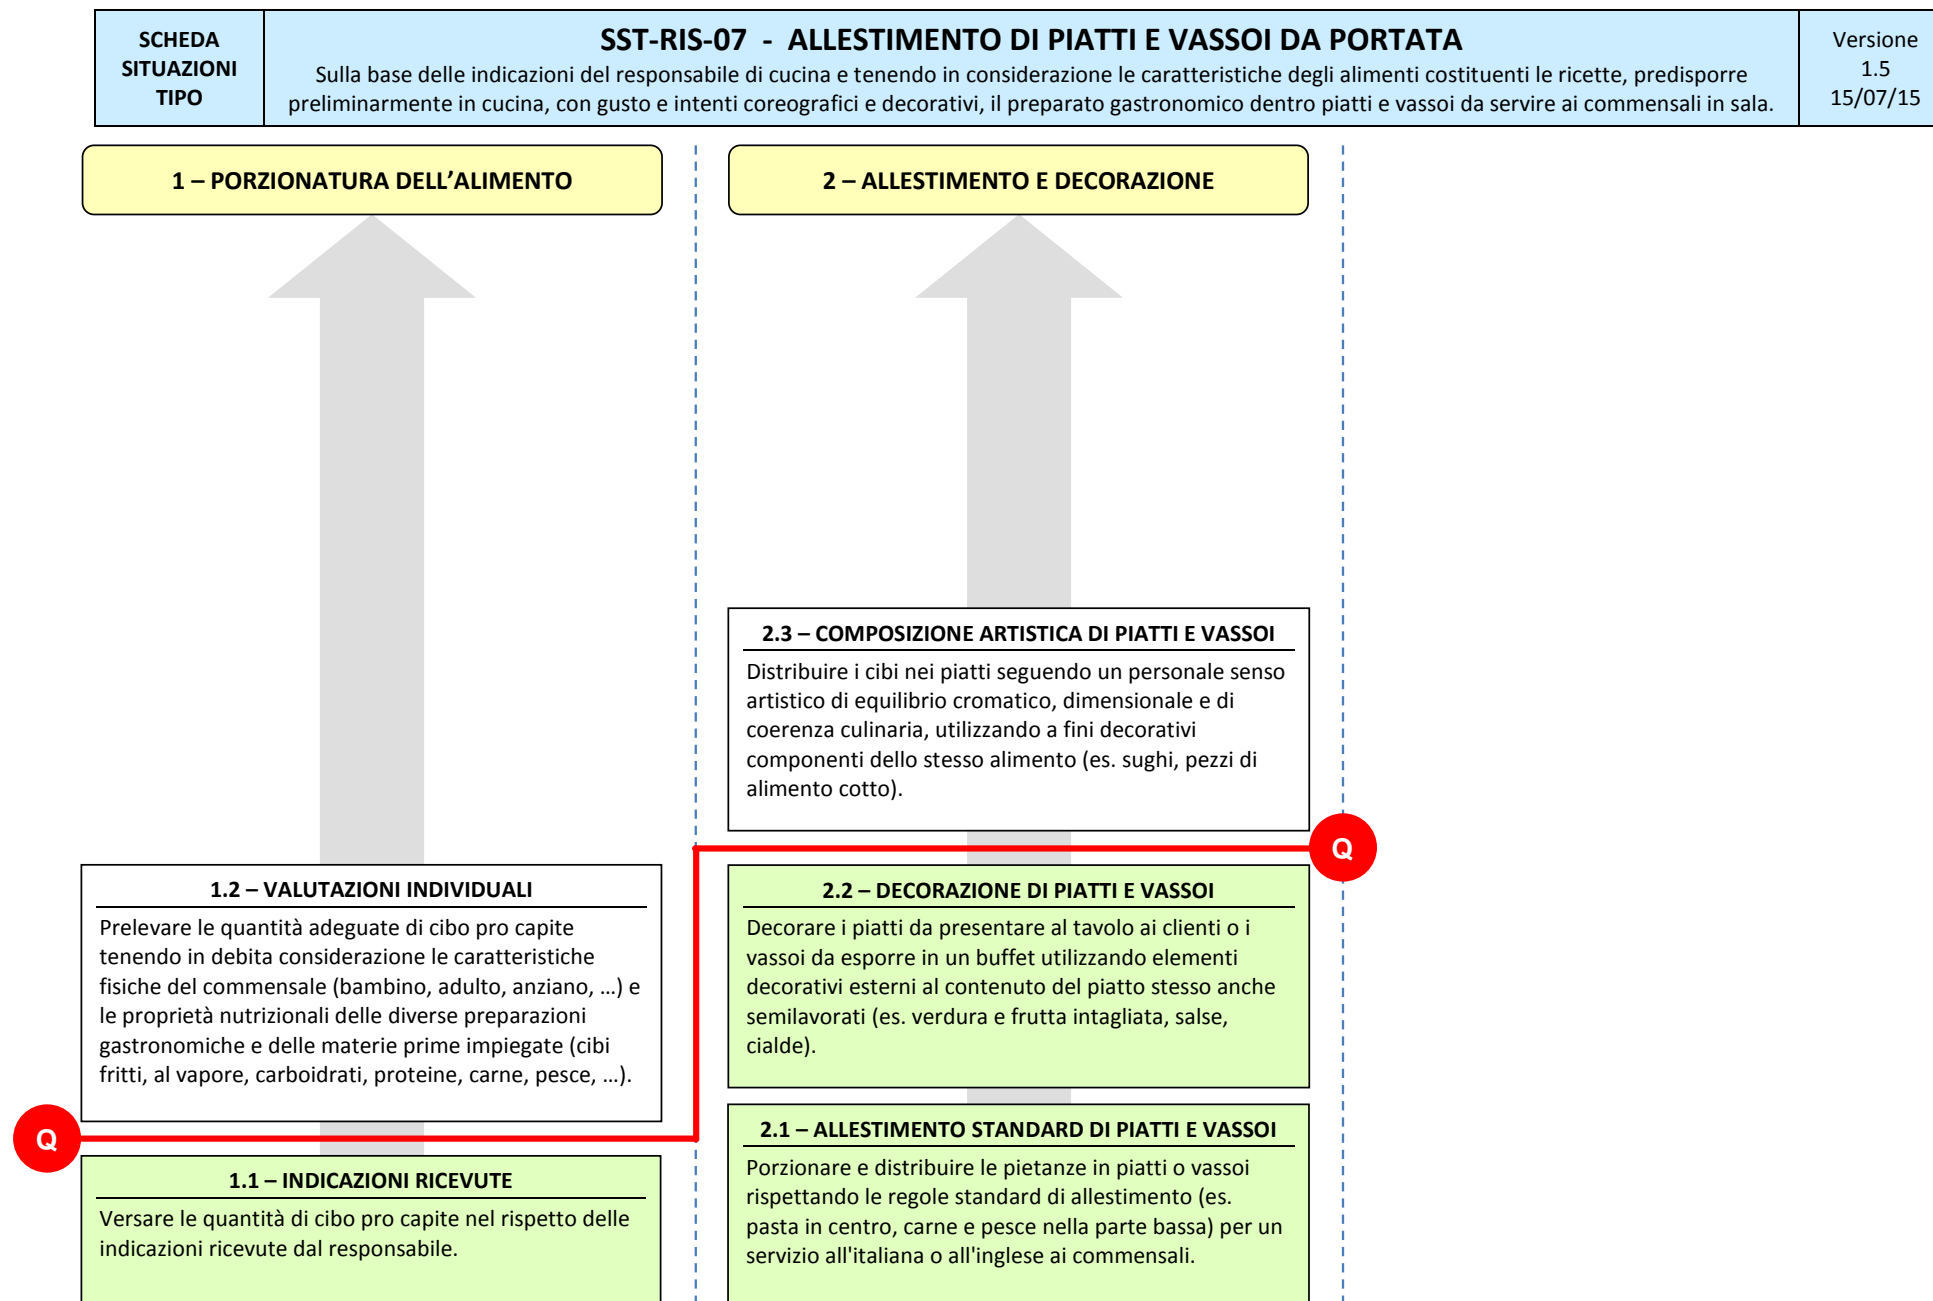 SCHEDA
SITUAZIONI
TIPO
SST-RIS-07 - ALLESTIMENTO DI PIATTI E VASSOI DA PORTATA
Sulla base delle indicazioni del responsabile di cucina e tenendo in considerazione le caratteristiche degli alimenti costituenti le ricette, predisporre
preliminarmente in cucina, con gusto e intenti coreografici e decorativi, il preparato gastronomico dentro piatti e vassoi da servire ai commensali in sala.
Versione
1.5
15/07/15
1 – PORZIONATURA DELL’ALIMENTO
2 – ALLESTIMENTO E DECORAZIONE
2.3 – COMPOSIZIONE ARTISTICA DI PIATTI E VASSOI
Distribuire i cibi nei piatti seguendo un personale senso
artistico di equilibrio cromatico, dimensionale e di
coerenza culinaria, utilizzando a fini decorativi
componenti dello stesso alimento (es. sughi, pezzi di
alimento cotto).
Q
1.2 – VALUTAZIONI INDIVIDUALI
Prelevare le quantità adeguate di cibo pro capite
tenendo in debita considerazione le caratteristiche
fisiche del commensale (bambino, adulto, anziano, …) e
le proprietà nutrizionali delle diverse preparazioni
gastronomiche e delle materie prime impiegate (cibi
fritti, al vapore, carboidrati, proteine, carne, pesce, …).
2.2 – DECORAZIONE DI PIATTI E VASSOI
Decorare i piatti da presentare al tavolo ai clienti o i
vassoi da esporre in un buffet utilizzando elementi
decorativi esterni al contenuto del piatto stesso anche
semilavorati (es. verdura e frutta intagliata, salse,
cialde).
Q
1.1 – INDICAZIONI RICEVUTE
Versare le quantità di cibo pro capite nel rispetto delle
indicazioni ricevute dal responsabile.
2.1 – ALLESTIMENTO STANDARD DI PIATTI E VASSOI
Porzionare e distribuire le pietanze in piatti o vassoi
rispettando le regole standard di allestimento (es.
pasta in centro, carne e pesce nella parte bassa) per un
servizio all'italiana o all'inglese ai commensali.